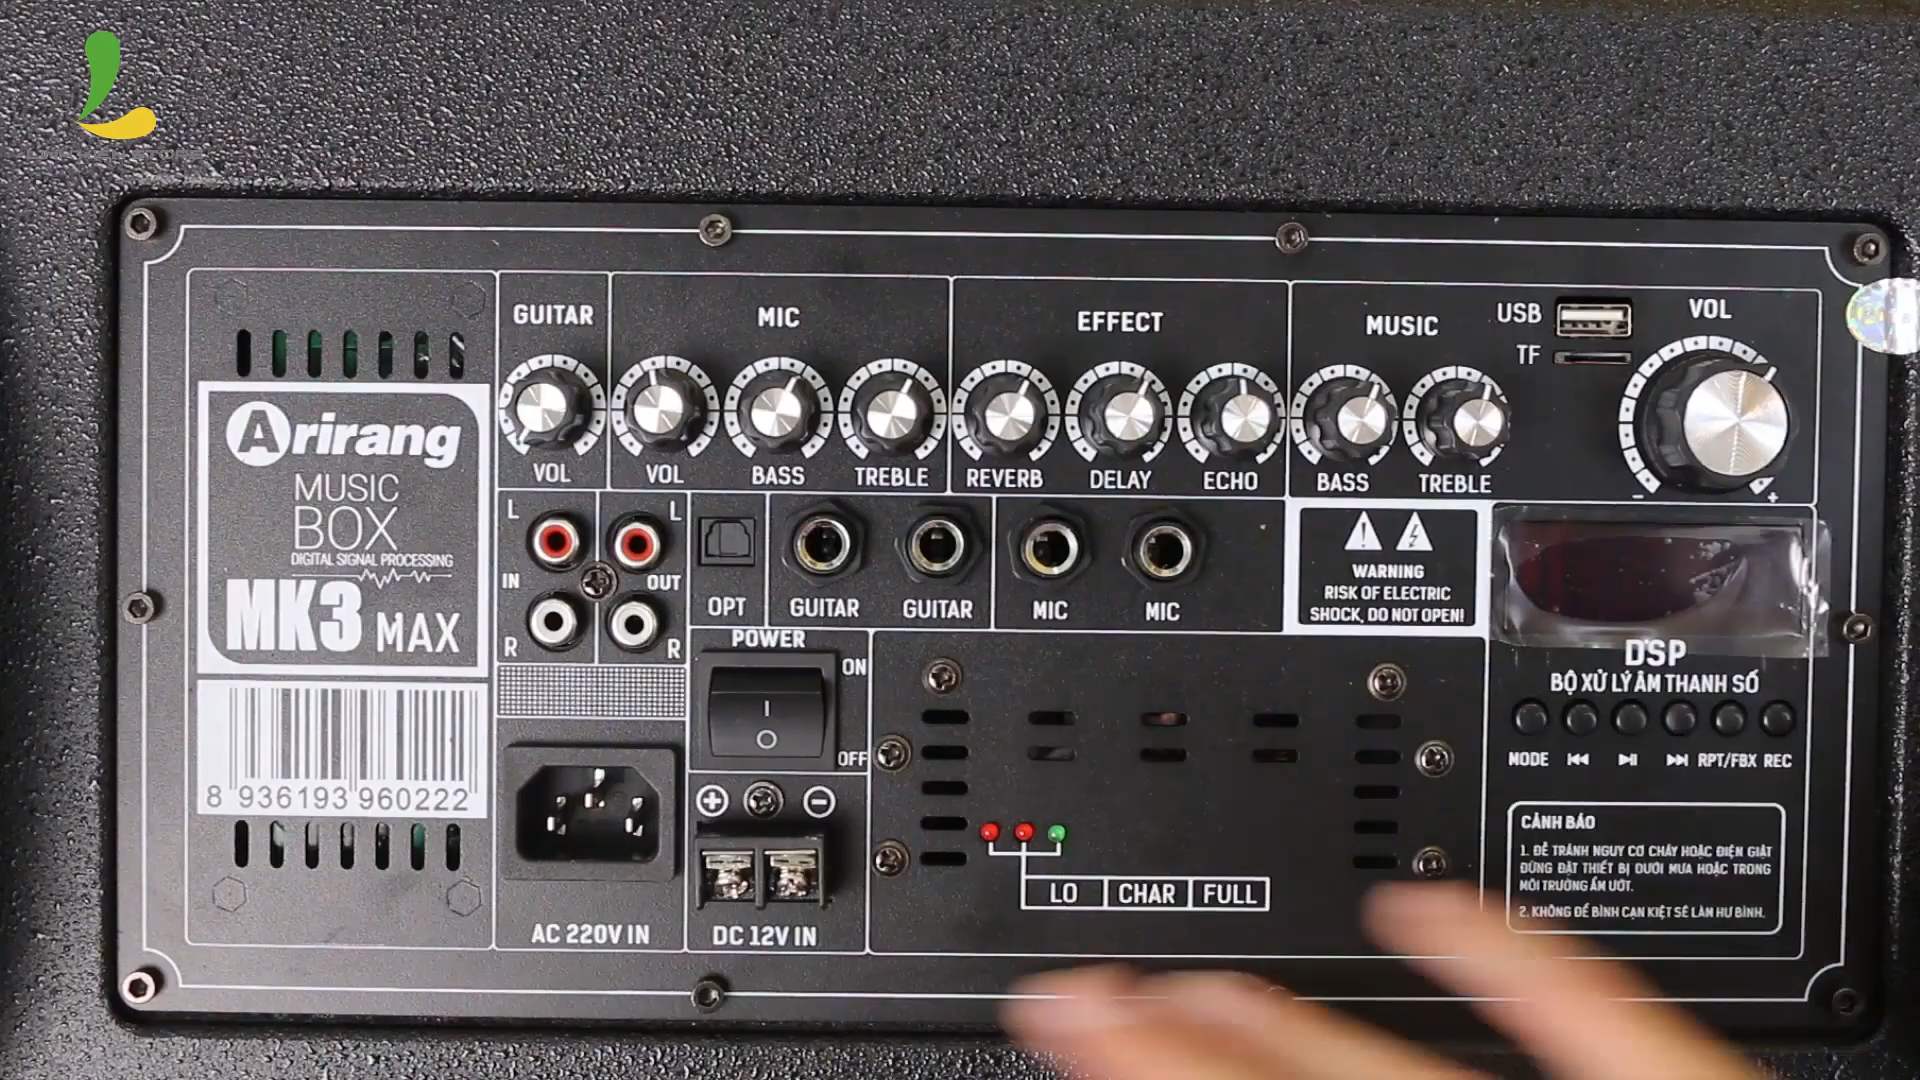 GUITAR
MIC
EFFECT
MUSIC
USB
TF
VOL
VOL
VOL
BASS
TREBLE
REVERB
DELAY
ECHO
BASS
TREBLE
- +
Arirang
MUSIC
BOX
DIGITAL SIGNAL PROCESSING
MK3 MAX
8 936193 960222
L
L
IN
OUT
R
R
OPT
GUITAR
GUITAR
MIC
MIC
WARNING
RISK OF ELECTRIC
SHOCK, DO NOT OPEN!
POWER
ON
OFF
AC 220V IN
DC 12V IN
LO
CHAR
FULL
DSP
BỘ XỬ LÝ ÂM THANH SỐ
MODE
RPT/FBX
REC
CẢNH BÁO
1. ĐỂ TRÁNH NGUY CƠ CHÁY HOẶC ĐIỆN GIẬT
ĐỪNG ĐẶT THIẾT BỊ DƯỚI MƯA HOẶC TRONG
MÔI TRƯỜNG ẨM ƯỚT.
2. KHÔNG ĐỂ BÌNH CẠN KIỆT SẼ LÀM HƯ BÌNH.